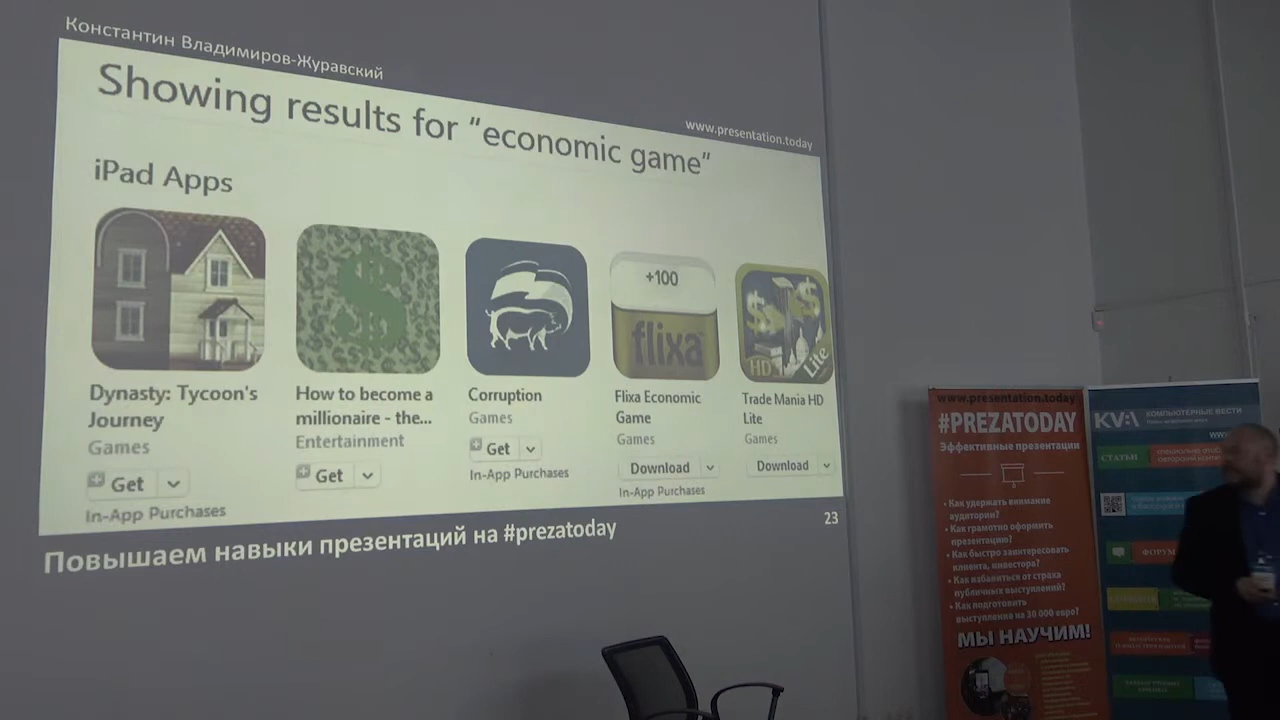 Константин Владимиров-Журавский
www.presentation.today
Showing results for “economic game”
iPad Apps
Dynasty: Tycoon's
Journey
Games
Get
In-App Purchases
How to become a
millionaire - the...
Entertainment
Get
Corruption
Games
Get
In-App Purchases
+100
flixa
Flixa Economic
Game
Games
Download
In-App Purchases
HD Lite
Trade Mania HD
Lite
Games
Download
23
Повышаем навыки презентаций на #prezatoday
www.presentation.today
#PREZATODAY
Эффективные презентации
• Как удержать внимание
аудитории?
• Как грамотно оформить
презентацию?
• Как быстро заинтересовать
клиента, инвестора?
• Как избавиться от страха
публичных выступлений?
• Как подготовить
выступление на 30 000 евро?
МЫ НАУЧИМ!
KV:\
КОМПЬЮТЕРНЫЕ ВЕСТИ
WWW
СТАТЬИ
ФОРУМ